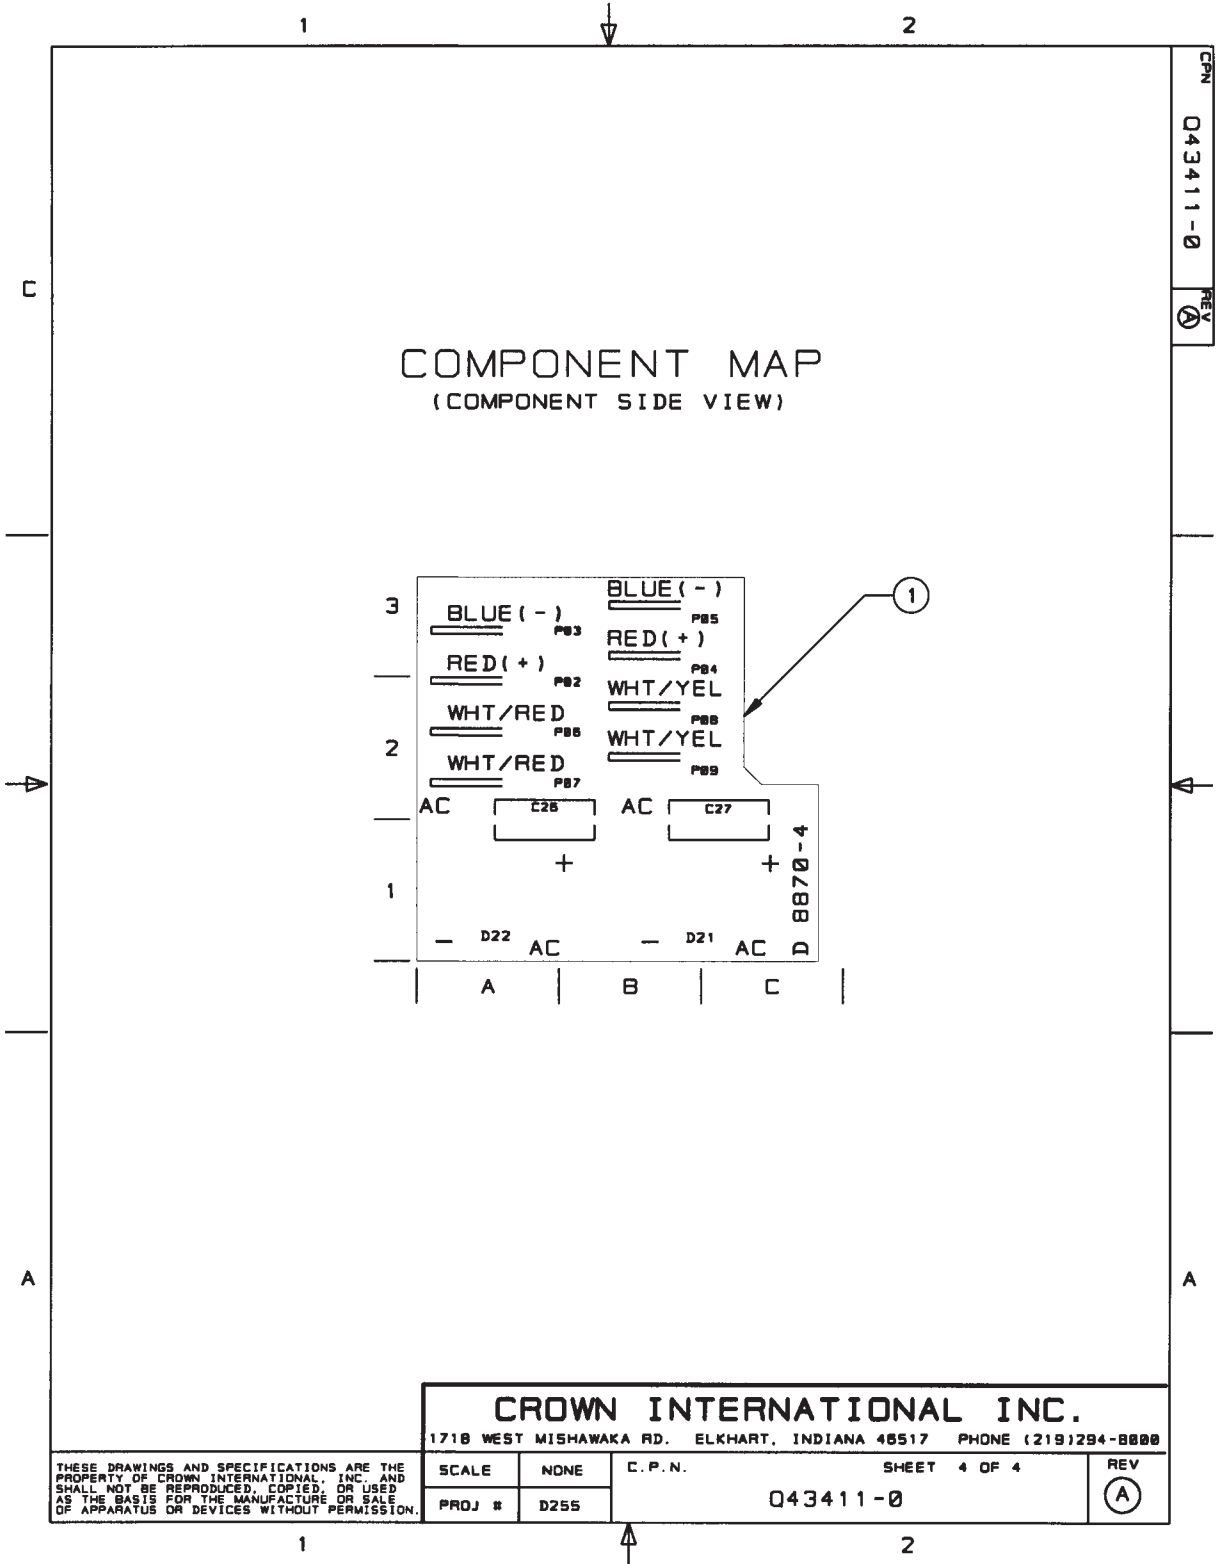 1
2
CPN Q43411-0
REV A
C
COMPONENT MAP
(COMPONENT SIDE VIEW)
3
BLUE(-)
P03
BLUE(-)
P05
1
RED(+)
P02
RED(+)
P04
WHT/RED
P06
WHT/YEL
P08
2
WHT/RED
P07
WHT/YEL
P09
AC
C26
AC
C27
+
+
1
D 8870-4
- D22 AC
- D21 AC
A
B
C
A
A
CROWN INTERNATIONAL INC.
1718 WEST MISHAWAKA RD. ELKHART, INDIANA 46517 PHONE (219)294-8000
THESE DRAWINGS AND SPECIFICATIONS ARE THE
PROPERTY OF CROWN INTERNATIONAL, INC. AND
SHALL NOT BE REPRODUCED, COPIED, OR USED
AS THE BASIS FOR THE MANUFACTURE OR SALE
OF APPARATUS OR DEVICES WITHOUT PERMISSION.
SCALE
NONE
PROJ #
D255
C.P.N.
SHEET 4 OF 4
Q43411-0
REV
A
1
2